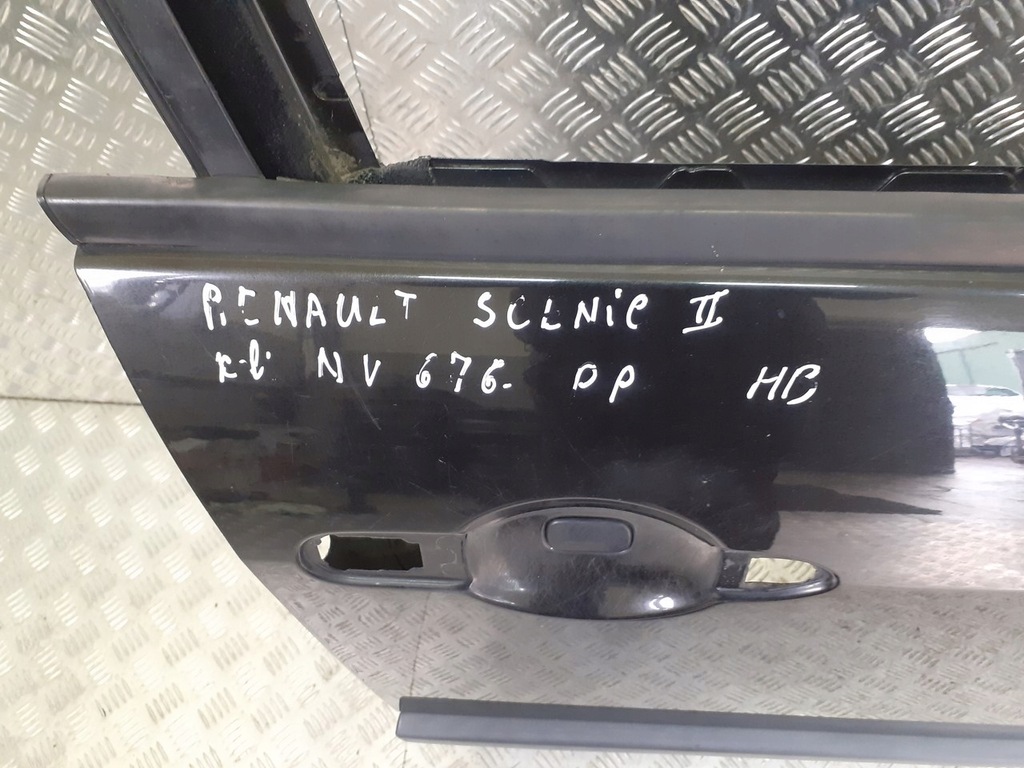 RENAULT SCENIC II
k-l: NV 676. DP HB